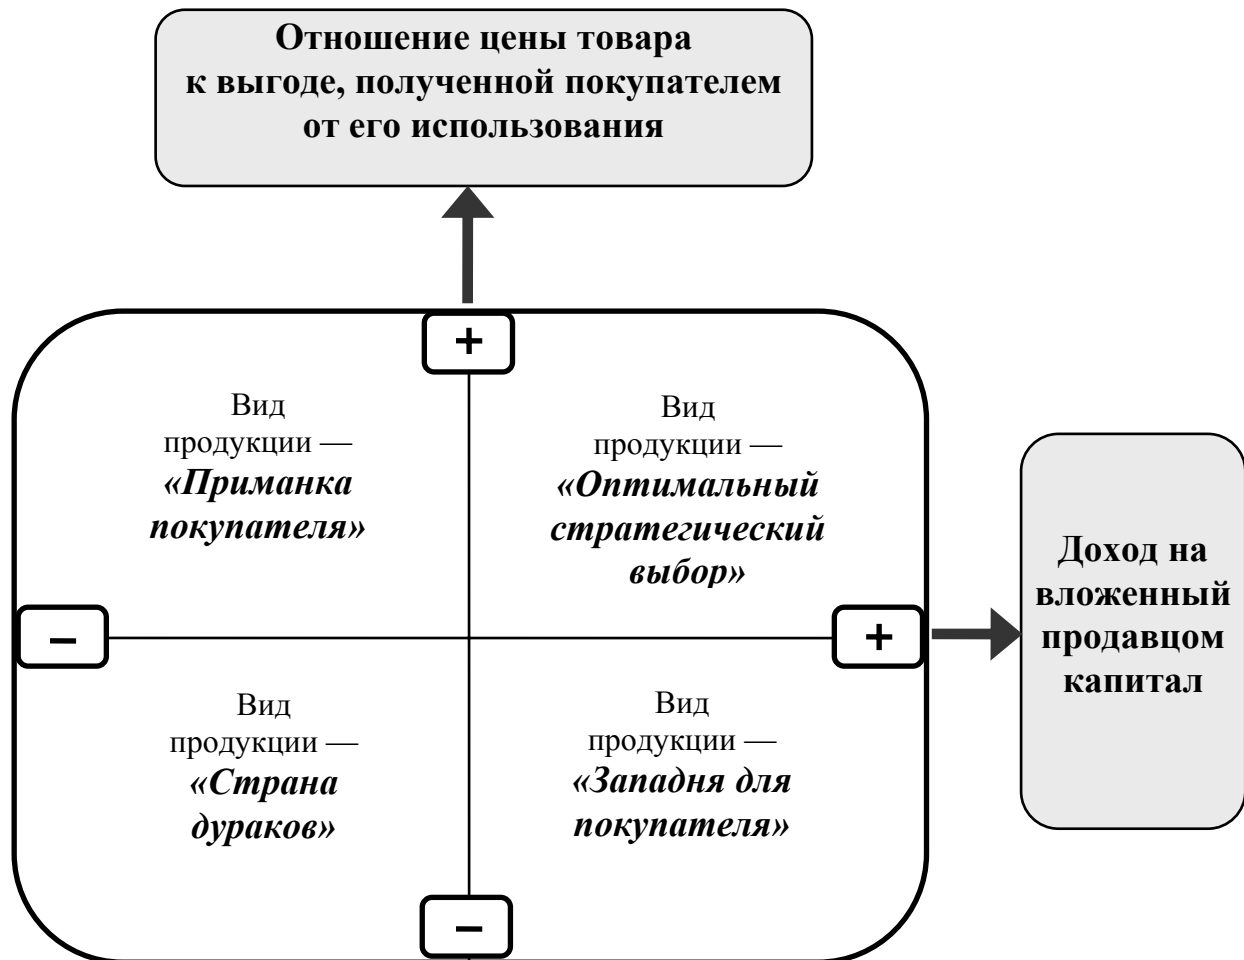 Отношение цены товара
к выгоде, полученной покупателем
от его использования
+
Вид
продукции —
«Приманка
покупателя»
Вид
продукции —
«Оптимальный
стратегический
выбор»
–
+
Доход на
вложенный
продавцом
капитал
Вид
продукции —
«Страна
дураков»
Вид
продукции —
«Западня для
покупателя»
–